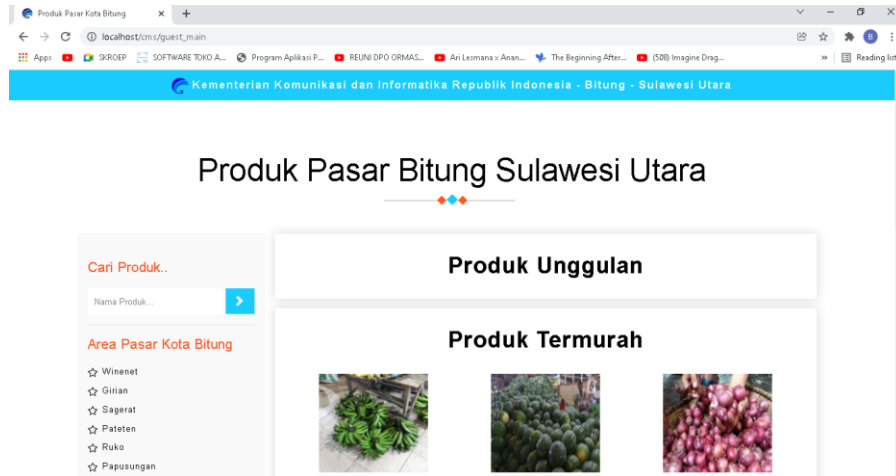 Produk Pasar Kota Bitung
localhost/cms/guest_main
Apps
SKROEP
SOFTWARE TOKO A...
Program Aplikasi P...
REUNI DPO ORMAS...
Ari Lesmana x Anan...
The Beginning After...
(508) Imagine Drag...
Reading list
Kementerian Komunikasi dan Informatika Republik Indonesia - Bitung - Sulawesi Utara
Produk Pasar Bitung Sulawesi Utara
Cari Produk..
Nama Produk...
Area Pasar Kota Bitung
Winenet
Girian
Sagerat
Pateten
Ruko
Papusungan
Produk Unggulan
Produk Termurah